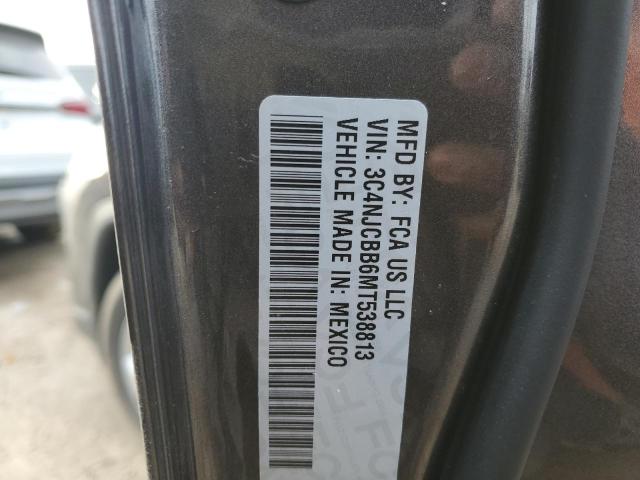 MFD BY: FCA US LLC
VIN: 3C4NJCBB6MT538813
VEHICLE MADE IN: MEXICO